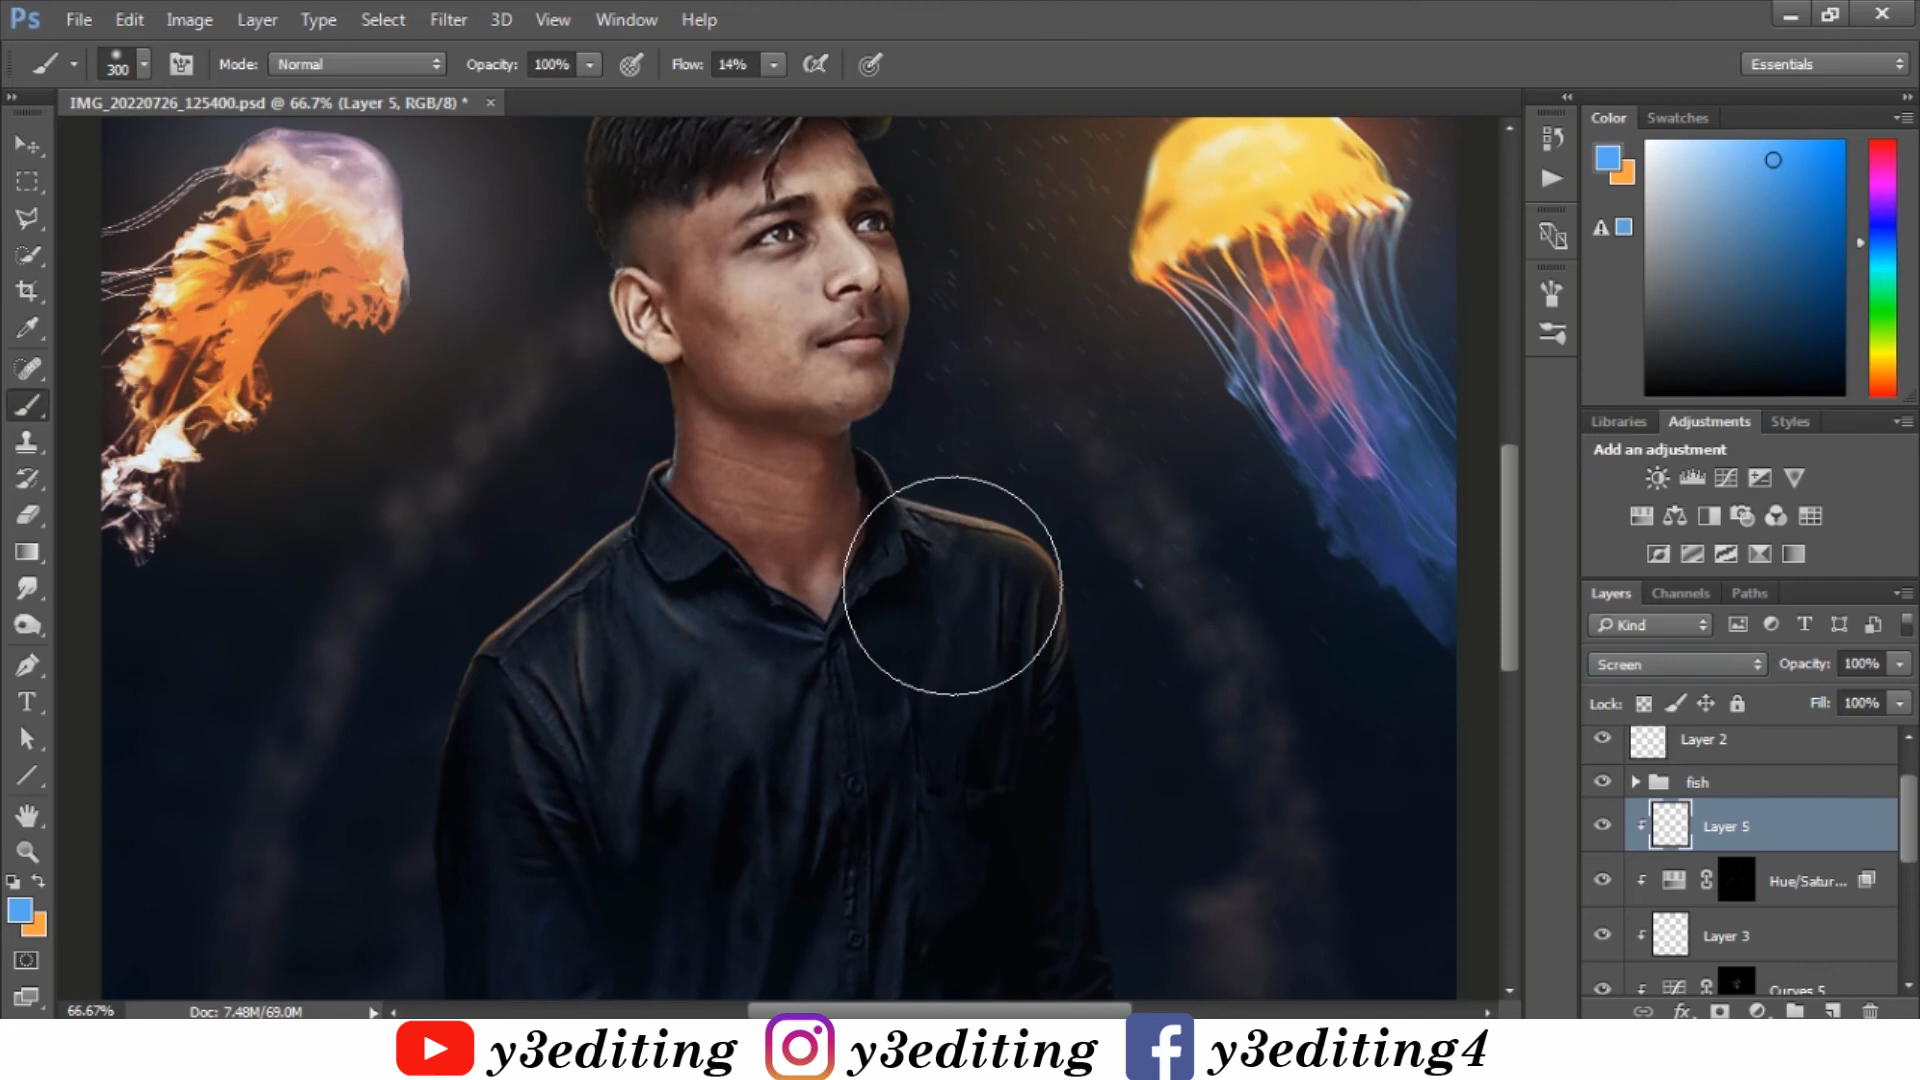 Ps File Edit Image Layer Type Select Filter 3D View Window Help
300 Mode: Normal Opacity: 100% Flow: 14% Essentials
IMG_20220726_125400.psd @ 66.7% (Layer 5, RGB/8) * ×
Color Swatches
Libraries Adjustments Styles
Add an adjustment
Layers Channels Paths
Kind
Screen Opacity: 100%
Lock: Fill: 100%
Layer 2
fish
Layer 5
Hue/Satur...
Layer 3
Curves 5
66.67% Doc: 7.48M/69.0M
y3editing y3editing y3editing4